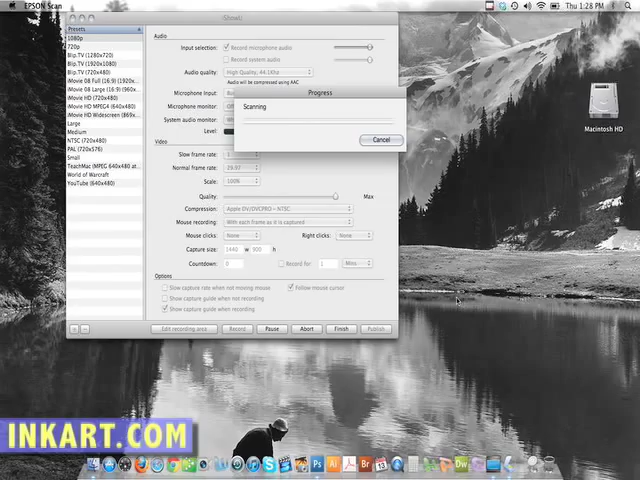 EPSON Scan
Thu 1:28 PM
iShowU
Presets
1080p
720p
Blip.TV (1280x720)
Blip.TV (1920x1080)
Blip.TV (720x480)
iMovie 08 Full (16:9) (1920...
iMovie 08 Large (16:9) (960...
iMovie HD (720x480)
iMovie HD MPEG4 (640x480)
iMovie HD Widescreen (869x...
Large
Medium
NTSC (720x480)
PAL (720x576)
Small
TeachMac (MPEG 640x480 at
World of Warcraft
YouTube (640x480)
Audio
Input selection:
Record microphone audio
Record system audio
Audio quality:
High Quality, 44.1Khz
Audio will be compressed using AAC
Microphone Input:
Microphone monitor:
System audio monitor:
Level:
Progress
Scanning
Cancel
Video
Slow frame rate:
Normal frame rate:
29.97
Scale:
100%
Quality:
Max
Compression:
Apple DV/DVCPRO - NTSC
Mouse recording:
With each frame as it is captured
Mouse clicks:
None
Right clicks:
None
Capture size:
1440
w
900
h
Countdown:
0
Record for:
1
Mins
Options
Slow capture rate when not moving mouse
Follow mouse cursor
Show capture guide when not recording
Show capture guide when recording
Edit recording area
Record
Pause
Abort
Finish
Publish
Macintosh HD
INKART.COM